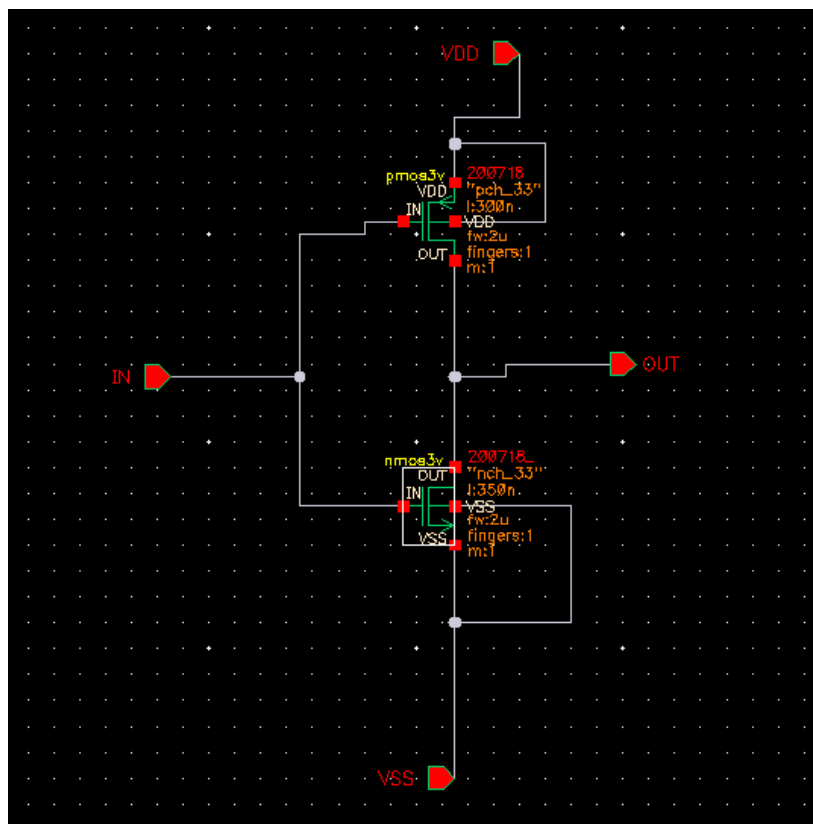 VDD
pmos3v
200718
VDD
"pch_33"
l:300n
IN
VDD
fw:2u
OUT
fingers:1
m:1
IN
OUT
nmos3v
200718_
OUT
"nch_33"
l:350n
IN
VSS
fw:2u
VSS
fingers:1
m:1
VSS